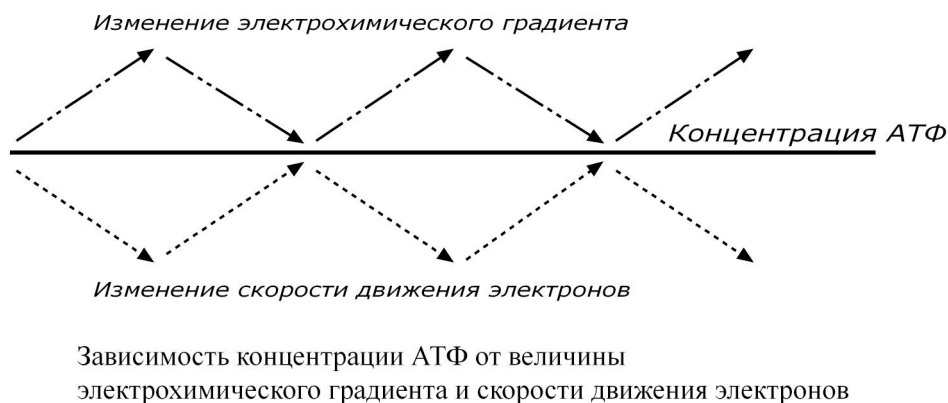 Изменение электрохимического градиента
Концентрация АТФ
Изменение скорости движения электронов
Зависимость концентрации АТФ от величины
электрохимического градиента и скорости движения электронов